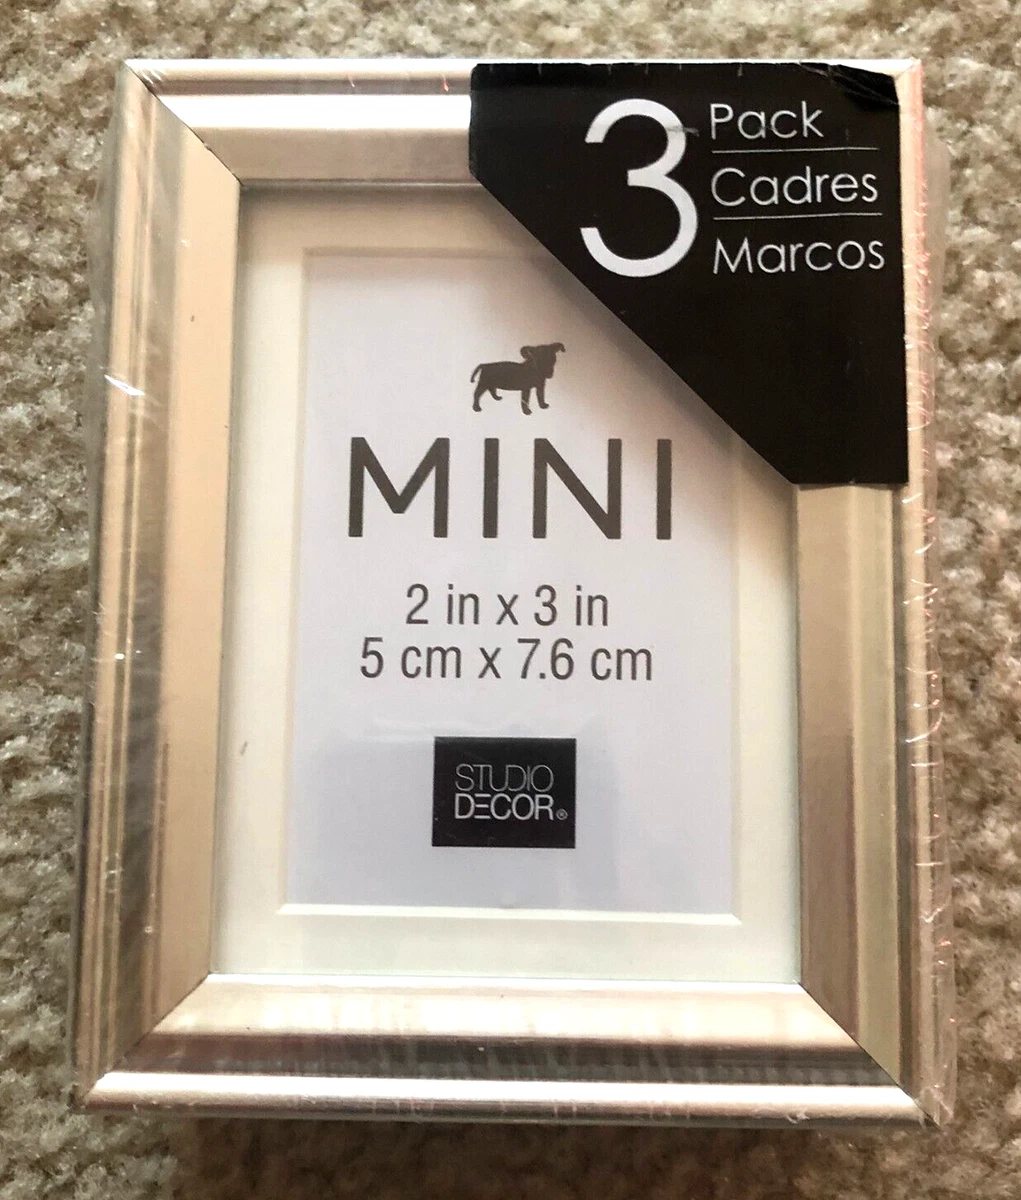 3
Pack
Cadres
Marcos
MINI
2 in x 3 in
5 cm x 7.6 cm
STUDIO
DECOR®